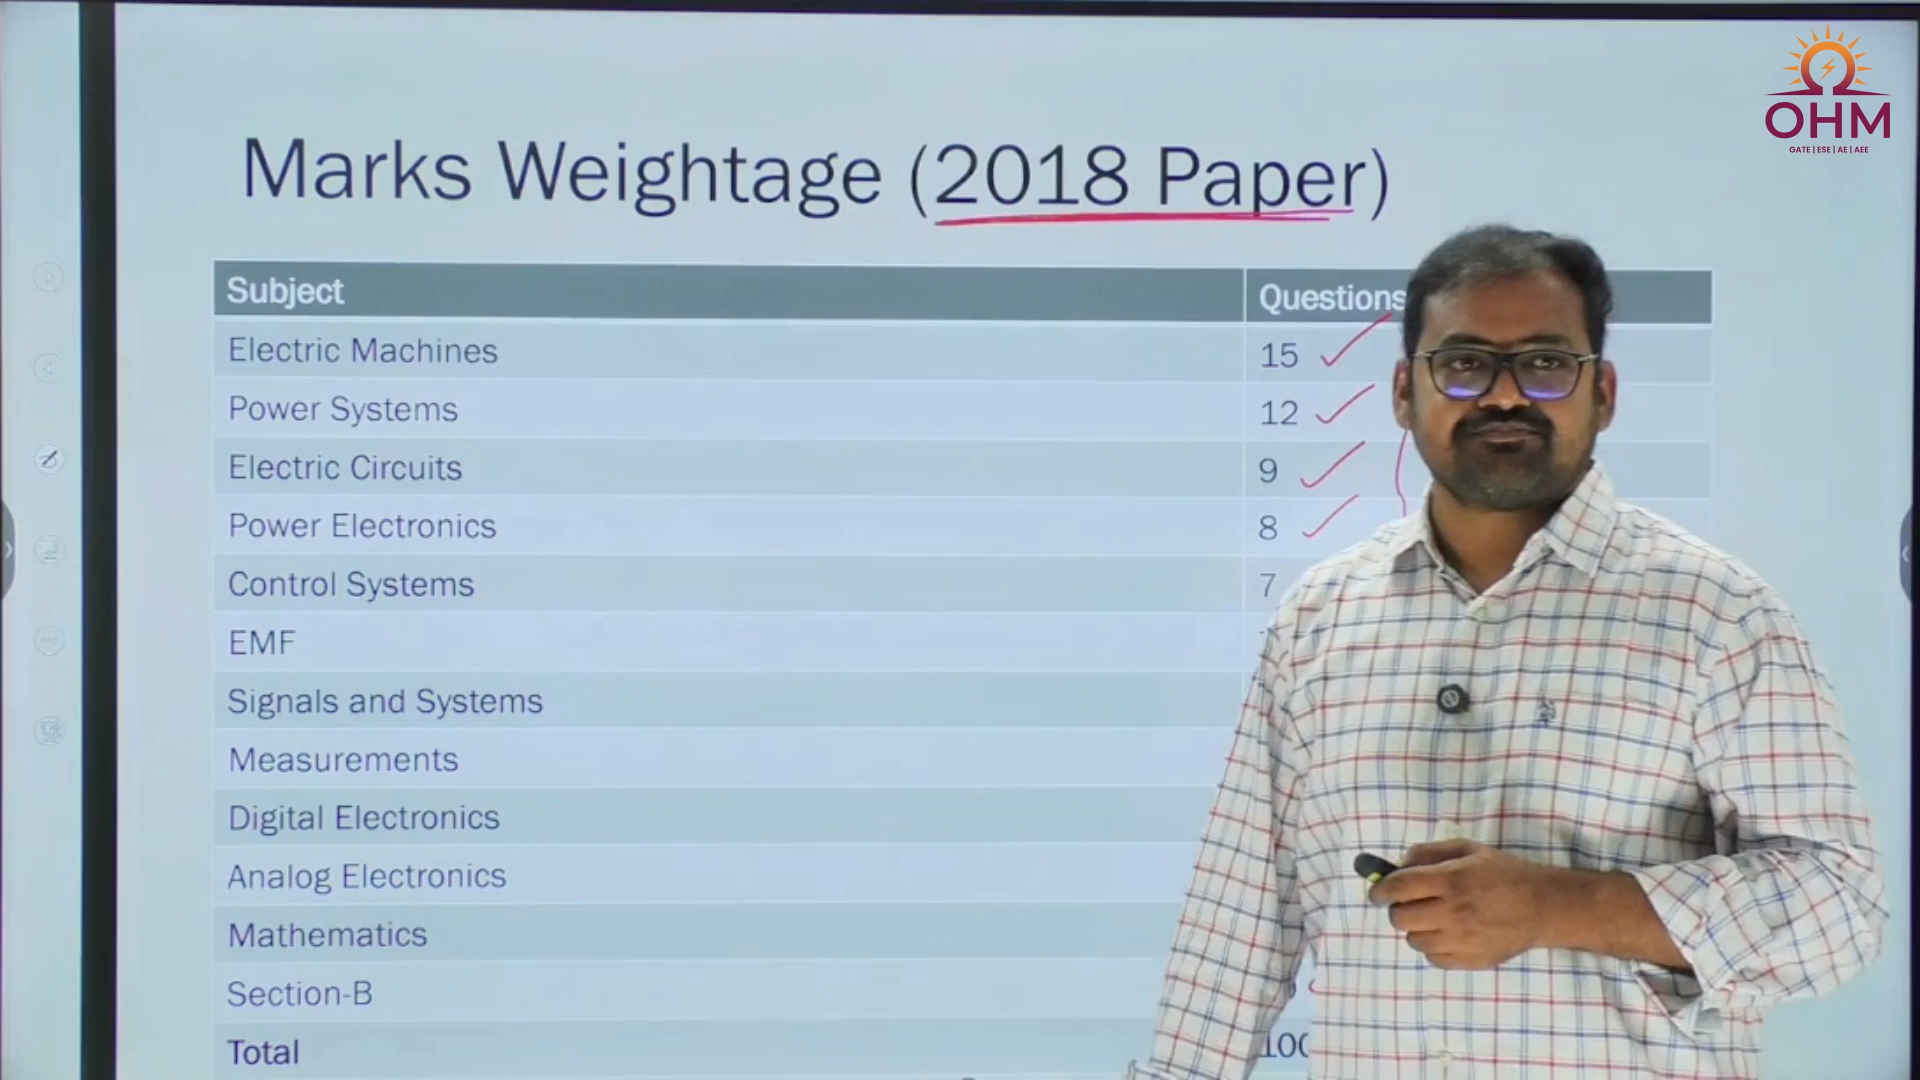 OHM
GATE | ESE | AE | AEE
Marks Weightage (2018 Paper)
Subject Questions
Electric Machines 15
Power Systems 12
Electric Circuits 9
Power Electronics 8
Control Systems 7
EMF
Signals and Systems
Measurements
Digital Electronics
Analog Electronics
Mathematics
Section-B
Total 100